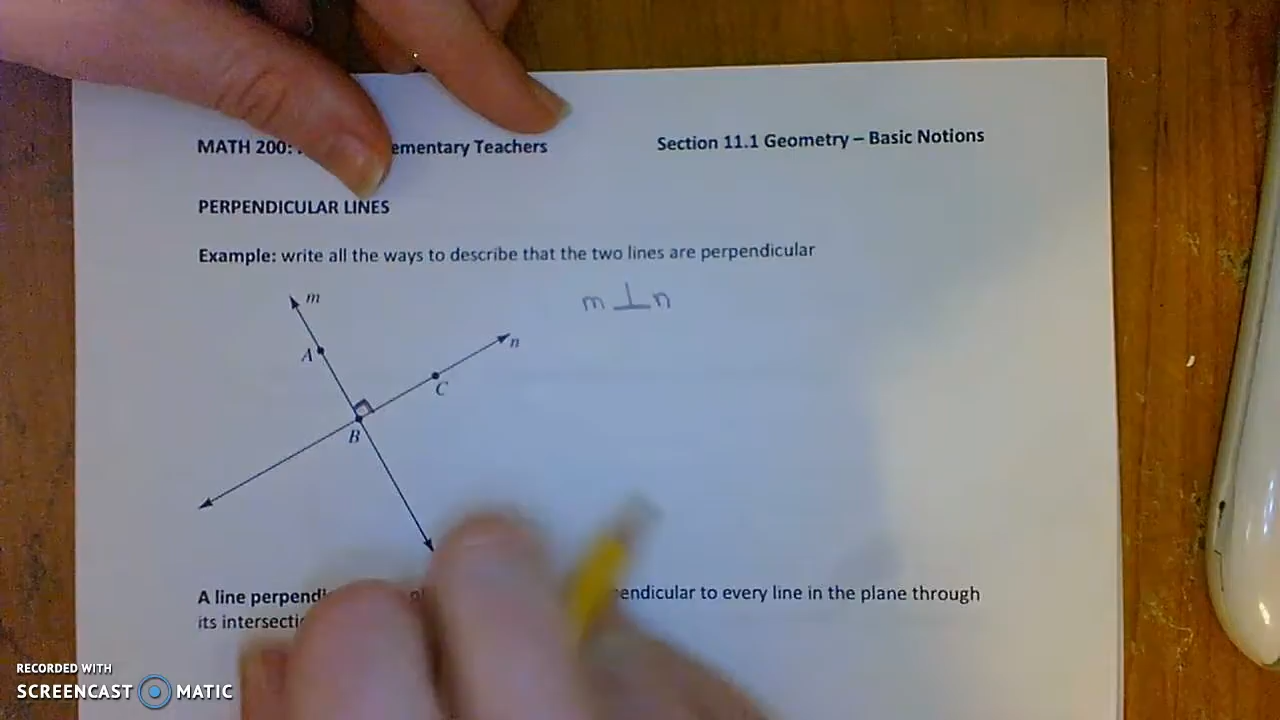 MATH 200: ementary Teachers Section 11.1 Geometry – Basic Notions
PERPENDICULAR LINES
Example: write all the ways to describe that the two lines are perpendicular
m ⊥ n
m
n
A
C
B
A line perpendi endicular to every line in the plane through
its intersecti
RECORDED WITH
SCREENCAST MATIC